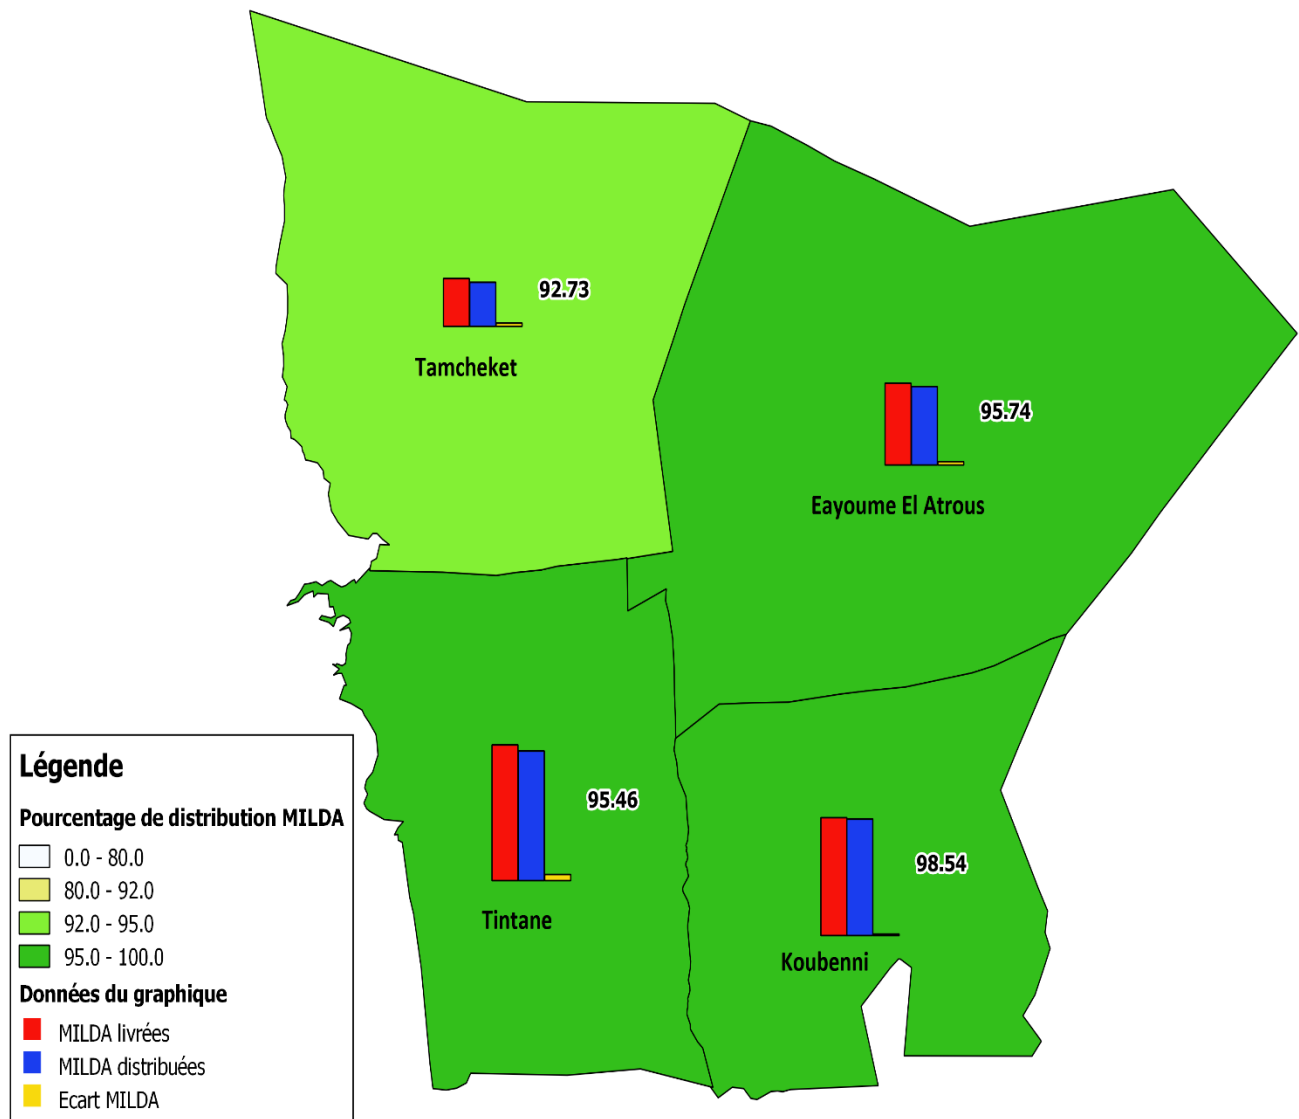 92.73
Tamcheket
95.74
Eayoume El Atrous
95.46
Tintane
98.54
Koubenni
Légende
Pourcentage de distribution MILDA
0.0 - 80.0
80.0 - 92.0
92.0 - 95.0
95.0 - 100.0
Données du graphique
MILDA livrées
MILDA distribuées
Ecart MILDA